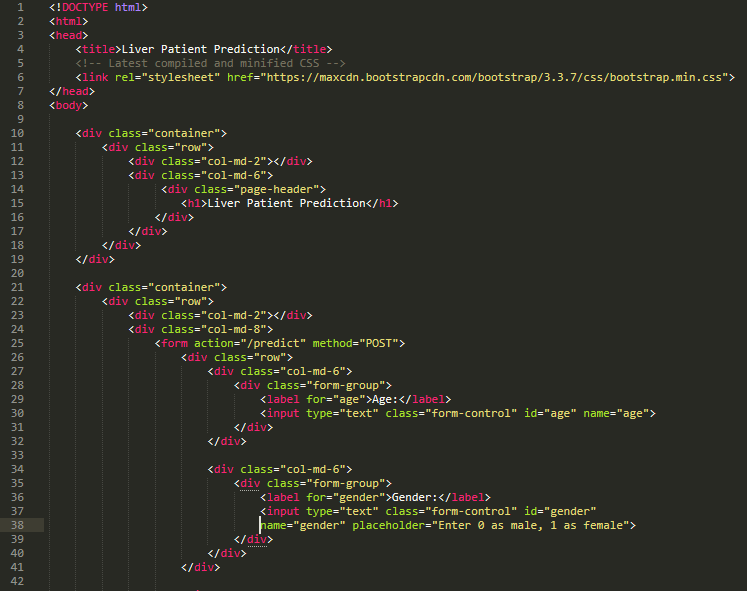 1 <!DOCTYPE html>
2 <html>
3 <head>
4     <title>Liver Patient Prediction</title>
5     <!-- Latest compiled and minified CSS -->
6     <link rel="stylesheet" href="https://maxcdn.bootstrapcdn.com/bootstrap/3.3.7/css/bootstrap.min.css">
7 </head>
8 <body>
9
10     <div class="container">
11         <div class="row">
12             <div class="col-md-2"></div>
13             <div class="col-md-6">
14                 <div class="page-header">
15                     <h1>Liver Patient Prediction</h1>
16                 </div>
17             </div>
18         </div>
19     </div>
20
21     <div class="container">
22         <div class="row">
23             <div class="col-md-2"></div>
24             <div class="col-md-8">
25                 <form action="/predict" method="POST">
26                     <div class="row">
27                         <div class="col-md-6">
28                             <div class="form-group">
29                                 <label for="age">Age:</label>
30                                 <input type="text" class="form-control" id="age" name="age">
31                             </div>
32                         </div>
33
34                         <div class="col-md-6">
35                             <div class="form-group">
36                                 <label for="gender">Gender:</label>
37                                 <input type="text" class="form-control" id="gender"
38                                 name="gender" placeholder="Enter 0 as male, 1 as female">
39                             </div>
40                         </div>
41                     </div>
42